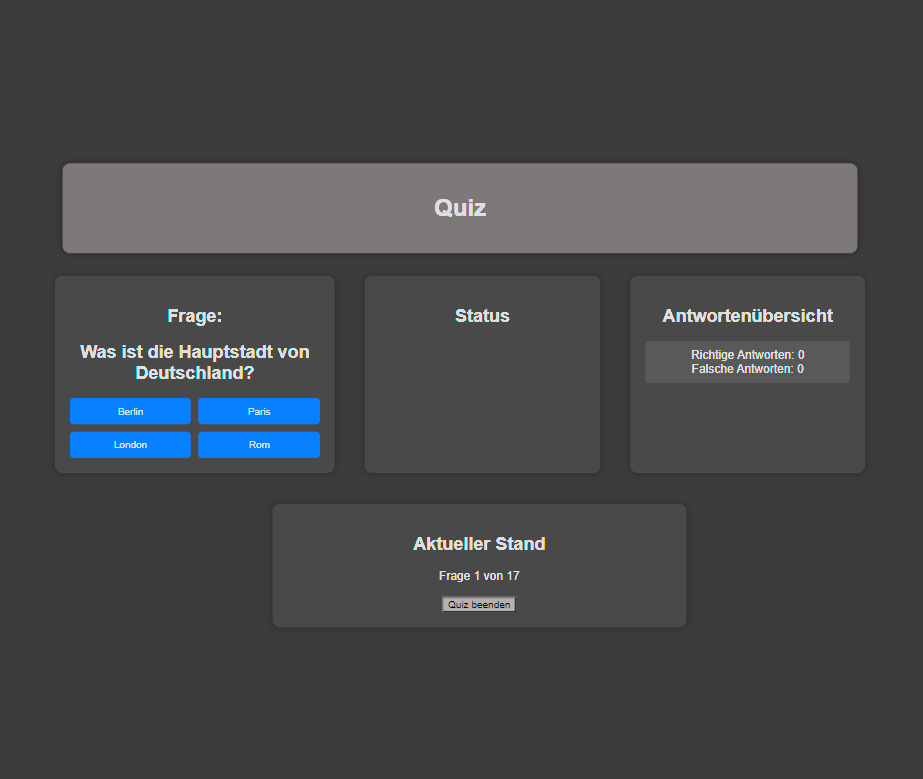 Quiz
Frage:
Was ist die Hauptstadt von
Deutschland?
Berlin
Paris
London
Rom
Status
Antwortenübersicht
Richtige Antworten: 0
Falsche Antworten: 0
Aktueller Stand
Frage 1 von 17
Quiz beenden